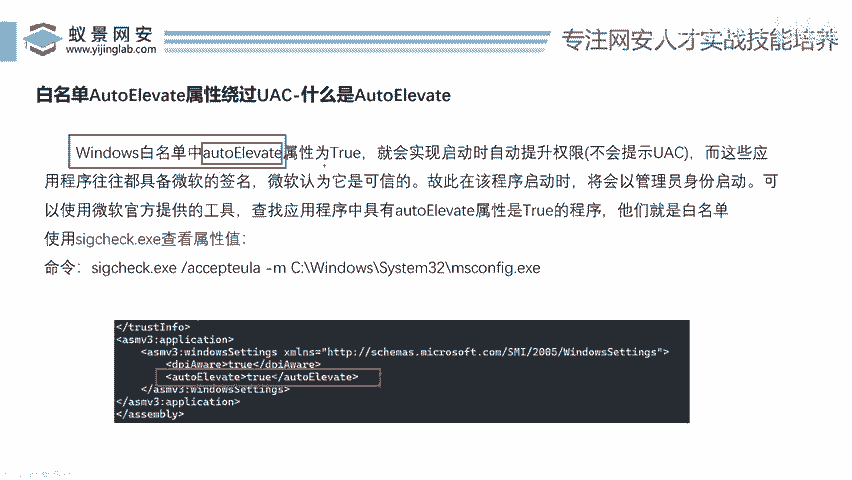 蚁景网安
www.yijinglab.com
专注网安人才实战技能培养
白名单AutoElevate属性绕过UAC-什么是AutoElevate
Windows白名单中autoElevate属性为True，就会实现启动时自动提升权限(不会提示UAC)，而这些应
用程序往往都具备微软的签名，微软认为它是可信的。故此在该程序启动时，将会以管理员身份启动。可
以使用微软官方提供的工具，查找应用程序中具有autoElevate属性是True的程序，他们就是白名单
使用sigcheck.exe查看属性值：
命令：sigcheck.exe /accepteula -m C:\Windows\System32\msconfig.exe
</trustInfo>
<asmv3:application>
<asmv3:windowsSettings xmlns="http://schemas.microsoft.com/SMI/2005/WindowsSettings">
<dpiAware>true</dpiAware>
<autoElevate>true</autoElevate>
</asmv3:windowsSettings>
</asmv3:application>
</assembly>